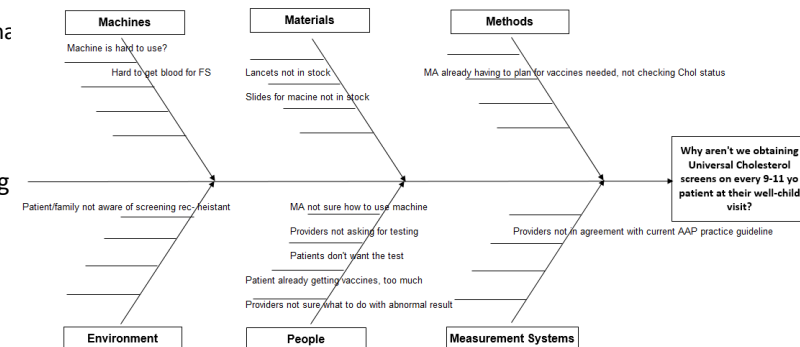 Machines
Materials
Methods
Machine is hard to use?
Hard to get blood for FS
Lancets not in stock
MA already having to plan for vaccines needed, not checking Chol status
Slides for macine not in stock
Why aren't we obtaining
Universal Cholesterol
screens on every 9-11 yo
patient at their well-child
visit?
Patient/family not aware of screening rec- heistant
MA not sure how to use machine
Providers not asking for testing
Providers not in agreement with current AAP practice guideline
Patients don't want the test
Patient already getting vaccines, too much
Providers not sure what to do with abnormal result
Environment
People
Measurement Systems